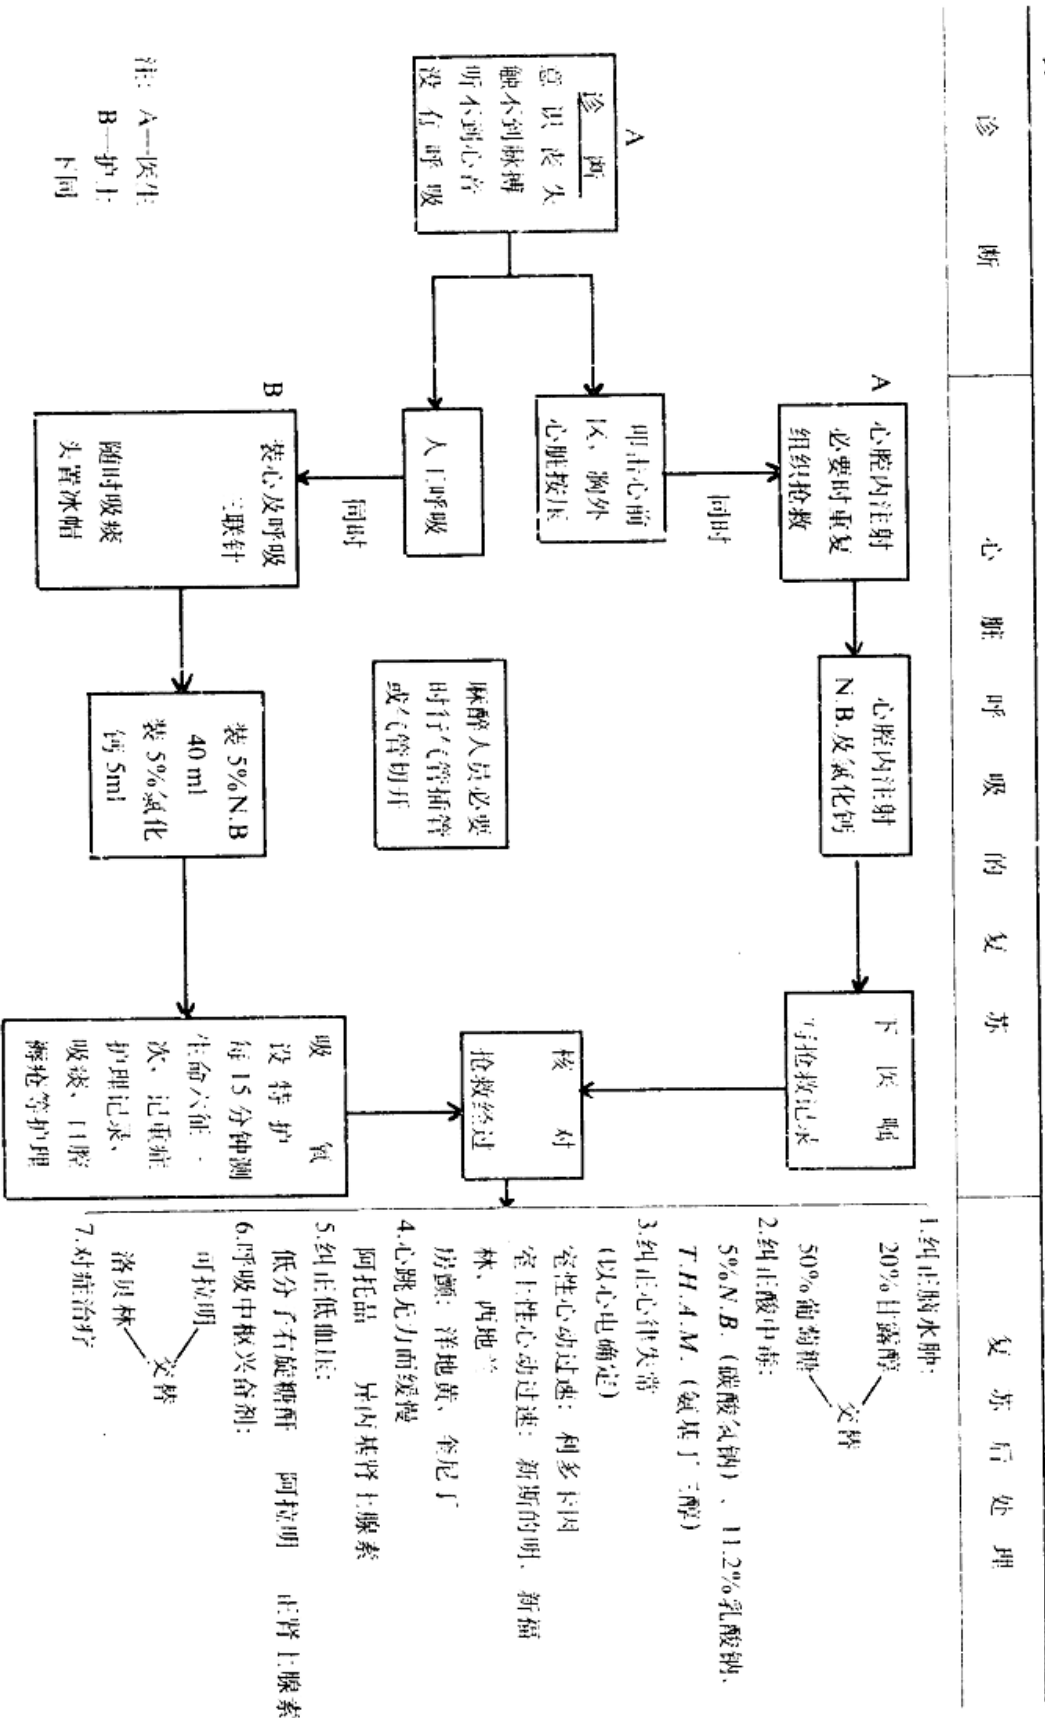 诊断
心脏呼吸的复苏
复苏后处理
A
诊断
意识丧失
触不到脉搏
听不到心音
没有呼吸
注：A—医生
B—护士
下同
叩击心前
区、胸外
心脏按压
人工呼吸
同时
同时
A
心腔内注射
必要时重复
组织抢救
B
装心及呼吸
三联针
随时吸痰
头置冰帽
心腔内注射
N.B.及氯化钙
麻醉人员必要
时行气管插管
或气管切开
装5%N.B
40 ml
装5%氯化
钙5ml
下医嘱
写抢救记录
核对
抢救经过
吸氧
设特护
每15分钟测
生命六征一
次、记重症
护理记录、
吸淡、口腔
褥疮等护理
1.纠正脑水肿：
20%甘露醇
50%葡萄糖
交替
2.纠正酸中毒：
5%N.B.（碳酸氢钠）、11.2%乳酸钠、
T.H.A.M.（氨基丁三醇）
3.纠正心律失常
（以心电确定）
室性心动过速：利多卡因
室上性心动过速：新斯的明、新福
林、西地兰
房颤：洋地黄、奎尼丁
4.心跳无力而缓慢
阿托品 异丙基肾上腺素
5.纠正低血压：
低分子右旋糖酐 阿拉明 正肾上腺素
6.呼吸中枢兴奋剂：
可拉明
洛贝林
交替
7.对症治疗